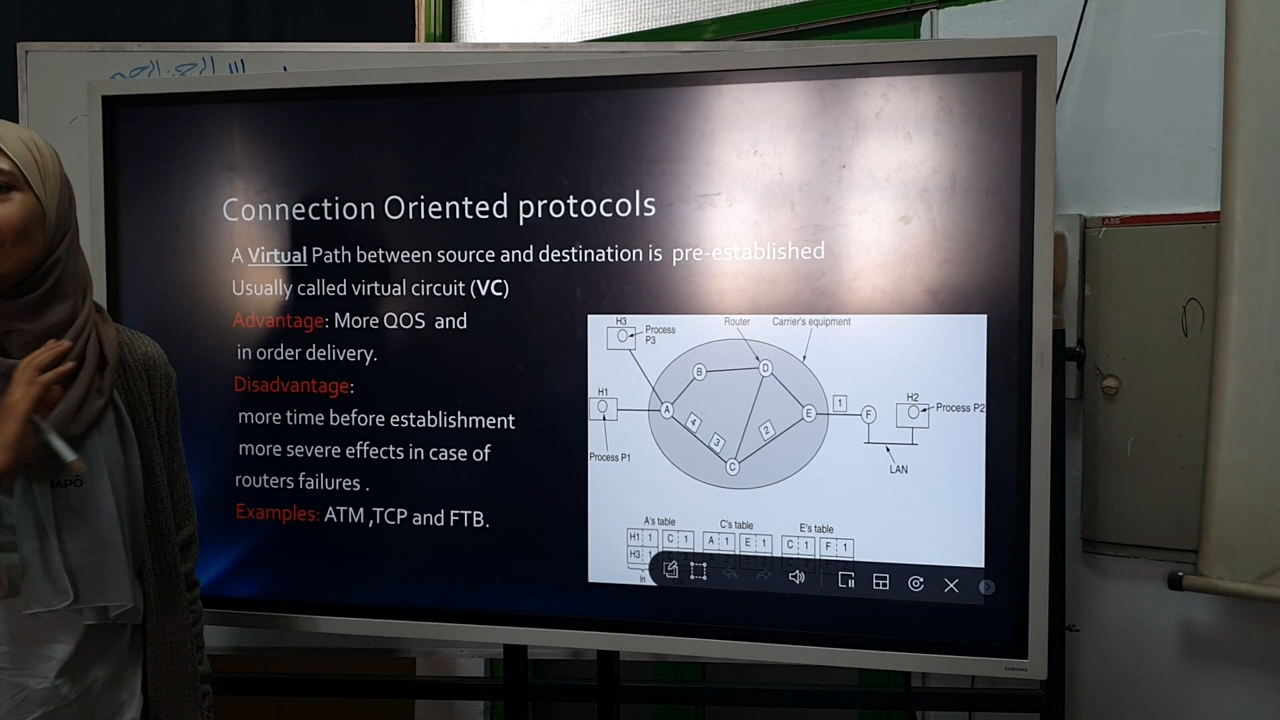 Connection Oriented protocols
A Virtual Path between source and destination is pre-established
Usually called virtual circuit (VC)
Advantage: More QOS and
in order delivery.
Disadvantage:
more time before establishment
more severe effects in case of
routers failures .
Examples: ATM ,TCP and FTB.
H3
Process
P3
Router
Carrier's equipment
B
D
H1
A
4
3
2
E
1
F
H2
Process P2
Process P1
C
LAN
A's table
C's table
E's table
H1 1 C 1 A 1 E 1 C 1 F 1
H3 1
In
SAMSUNG
ABB